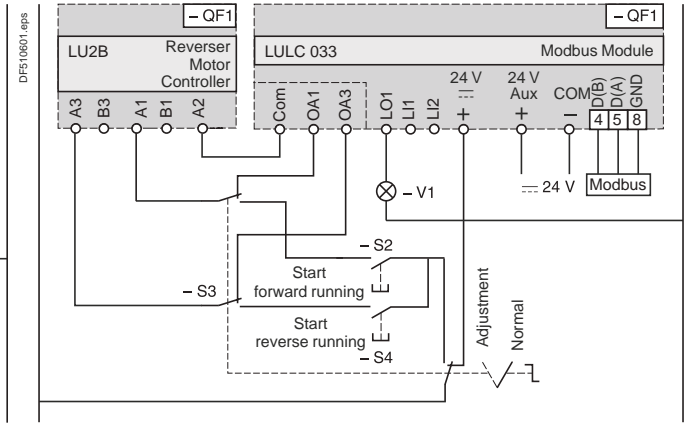 DF510601.eps
– QF1
– QF1
LU2B
Reverser
Motor
Controller
LULC 033
Modbus Module
A3
B3
A1
B1
A2
Com
OA1
OA3
LO1
LI1
LI2
24 V
+
24 V
Aux
+
COM
–
D(B)
D(A)
GND
4 5 8
– V1
24 V
Modbus
– S2
Start
forward running
– S3
Start
reverse running
– S4
Adjustment
Normal